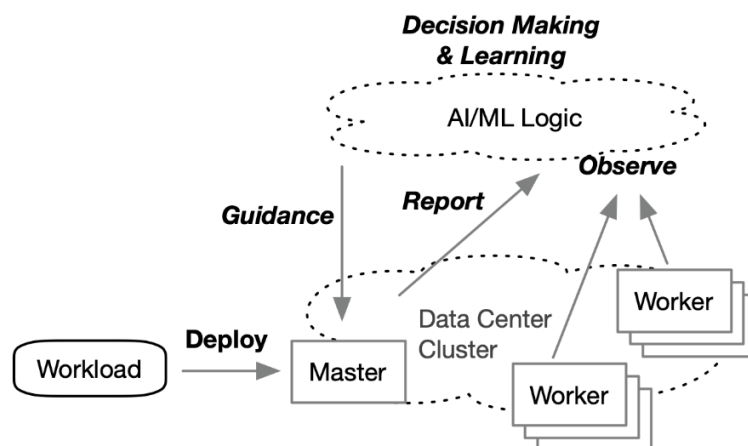 Decision Making
& Learning
AI/ML Logic
Observe
Report
Guidance
Worker
Data Center
Cluster
Deploy
Workload
Master
Worker